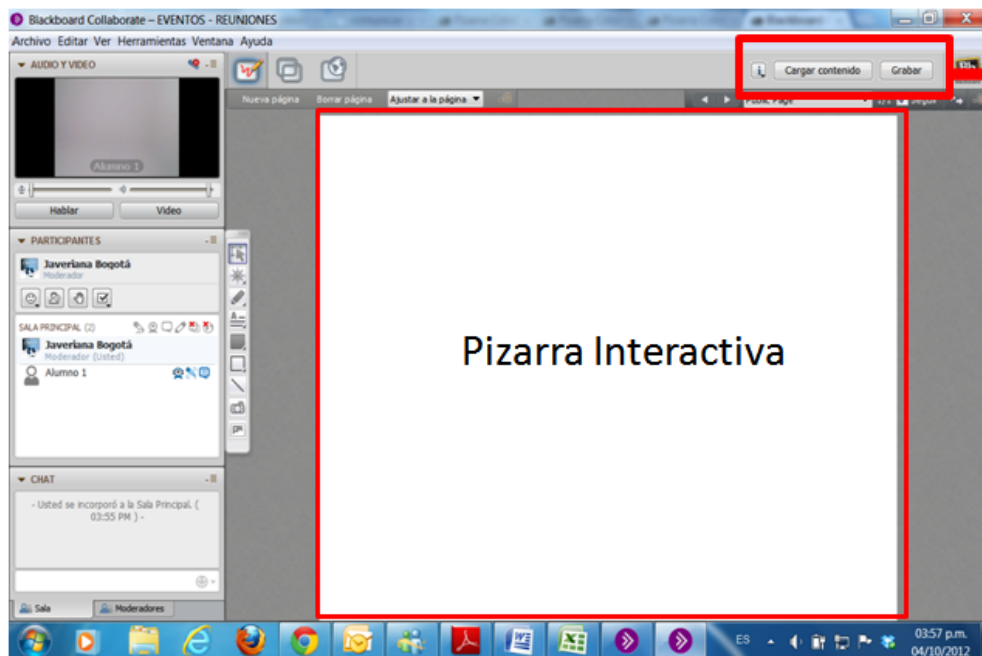 Blackboard Collaborate – EVENTOS - REUNIONES
Archivo Editar Ver Herramientas Ventana Ayuda
AUDIO Y VIDEO
Cargar contenido
Grabar
Nueva página
Borrar página
Ajustar a la página
Public Page
Alumno 1
Hablar
Video
PARTICIPANTES
Javeriana Bogotá
Moderador
SALA PRINCIPAL (2)
Javeriana Bogotá
Moderador (Usted)
Alumno 1
Pizarra Interactiva
CHAT
- Usted se incorporó a la Sala Principal. (
03:55 PM ) -
Sala
Moderadores
ES
03:57 p.m.
04/10/2012